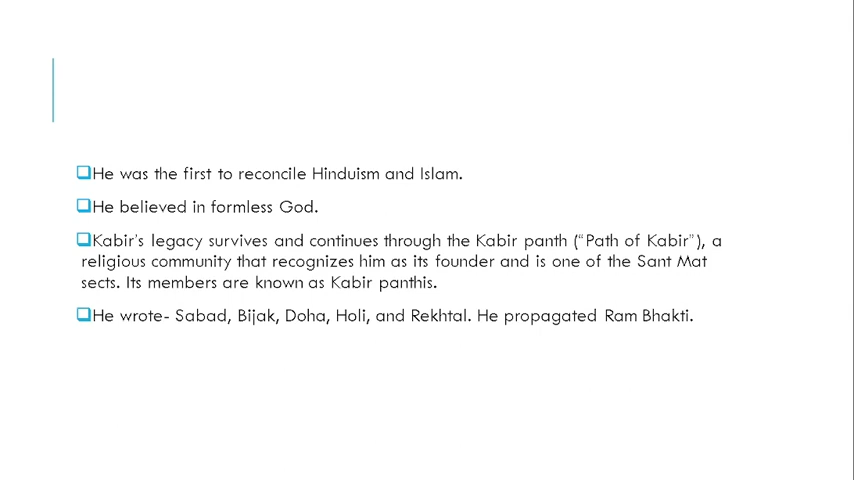 ❑He was the first to reconcile Hinduism and Islam.
❑He believed in formless God.
❑Kabir's legacy survives and continues through the Kabir panth (“Path of Kabir”), a
religious community that recognizes him as its founder and is one of the Sant Mat
sects. Its members are known as Kabir panthis.
❑He wrote- Sabad, Bijak, Doha, Holi, and Rekhtal. He propagated Ram Bhakti.